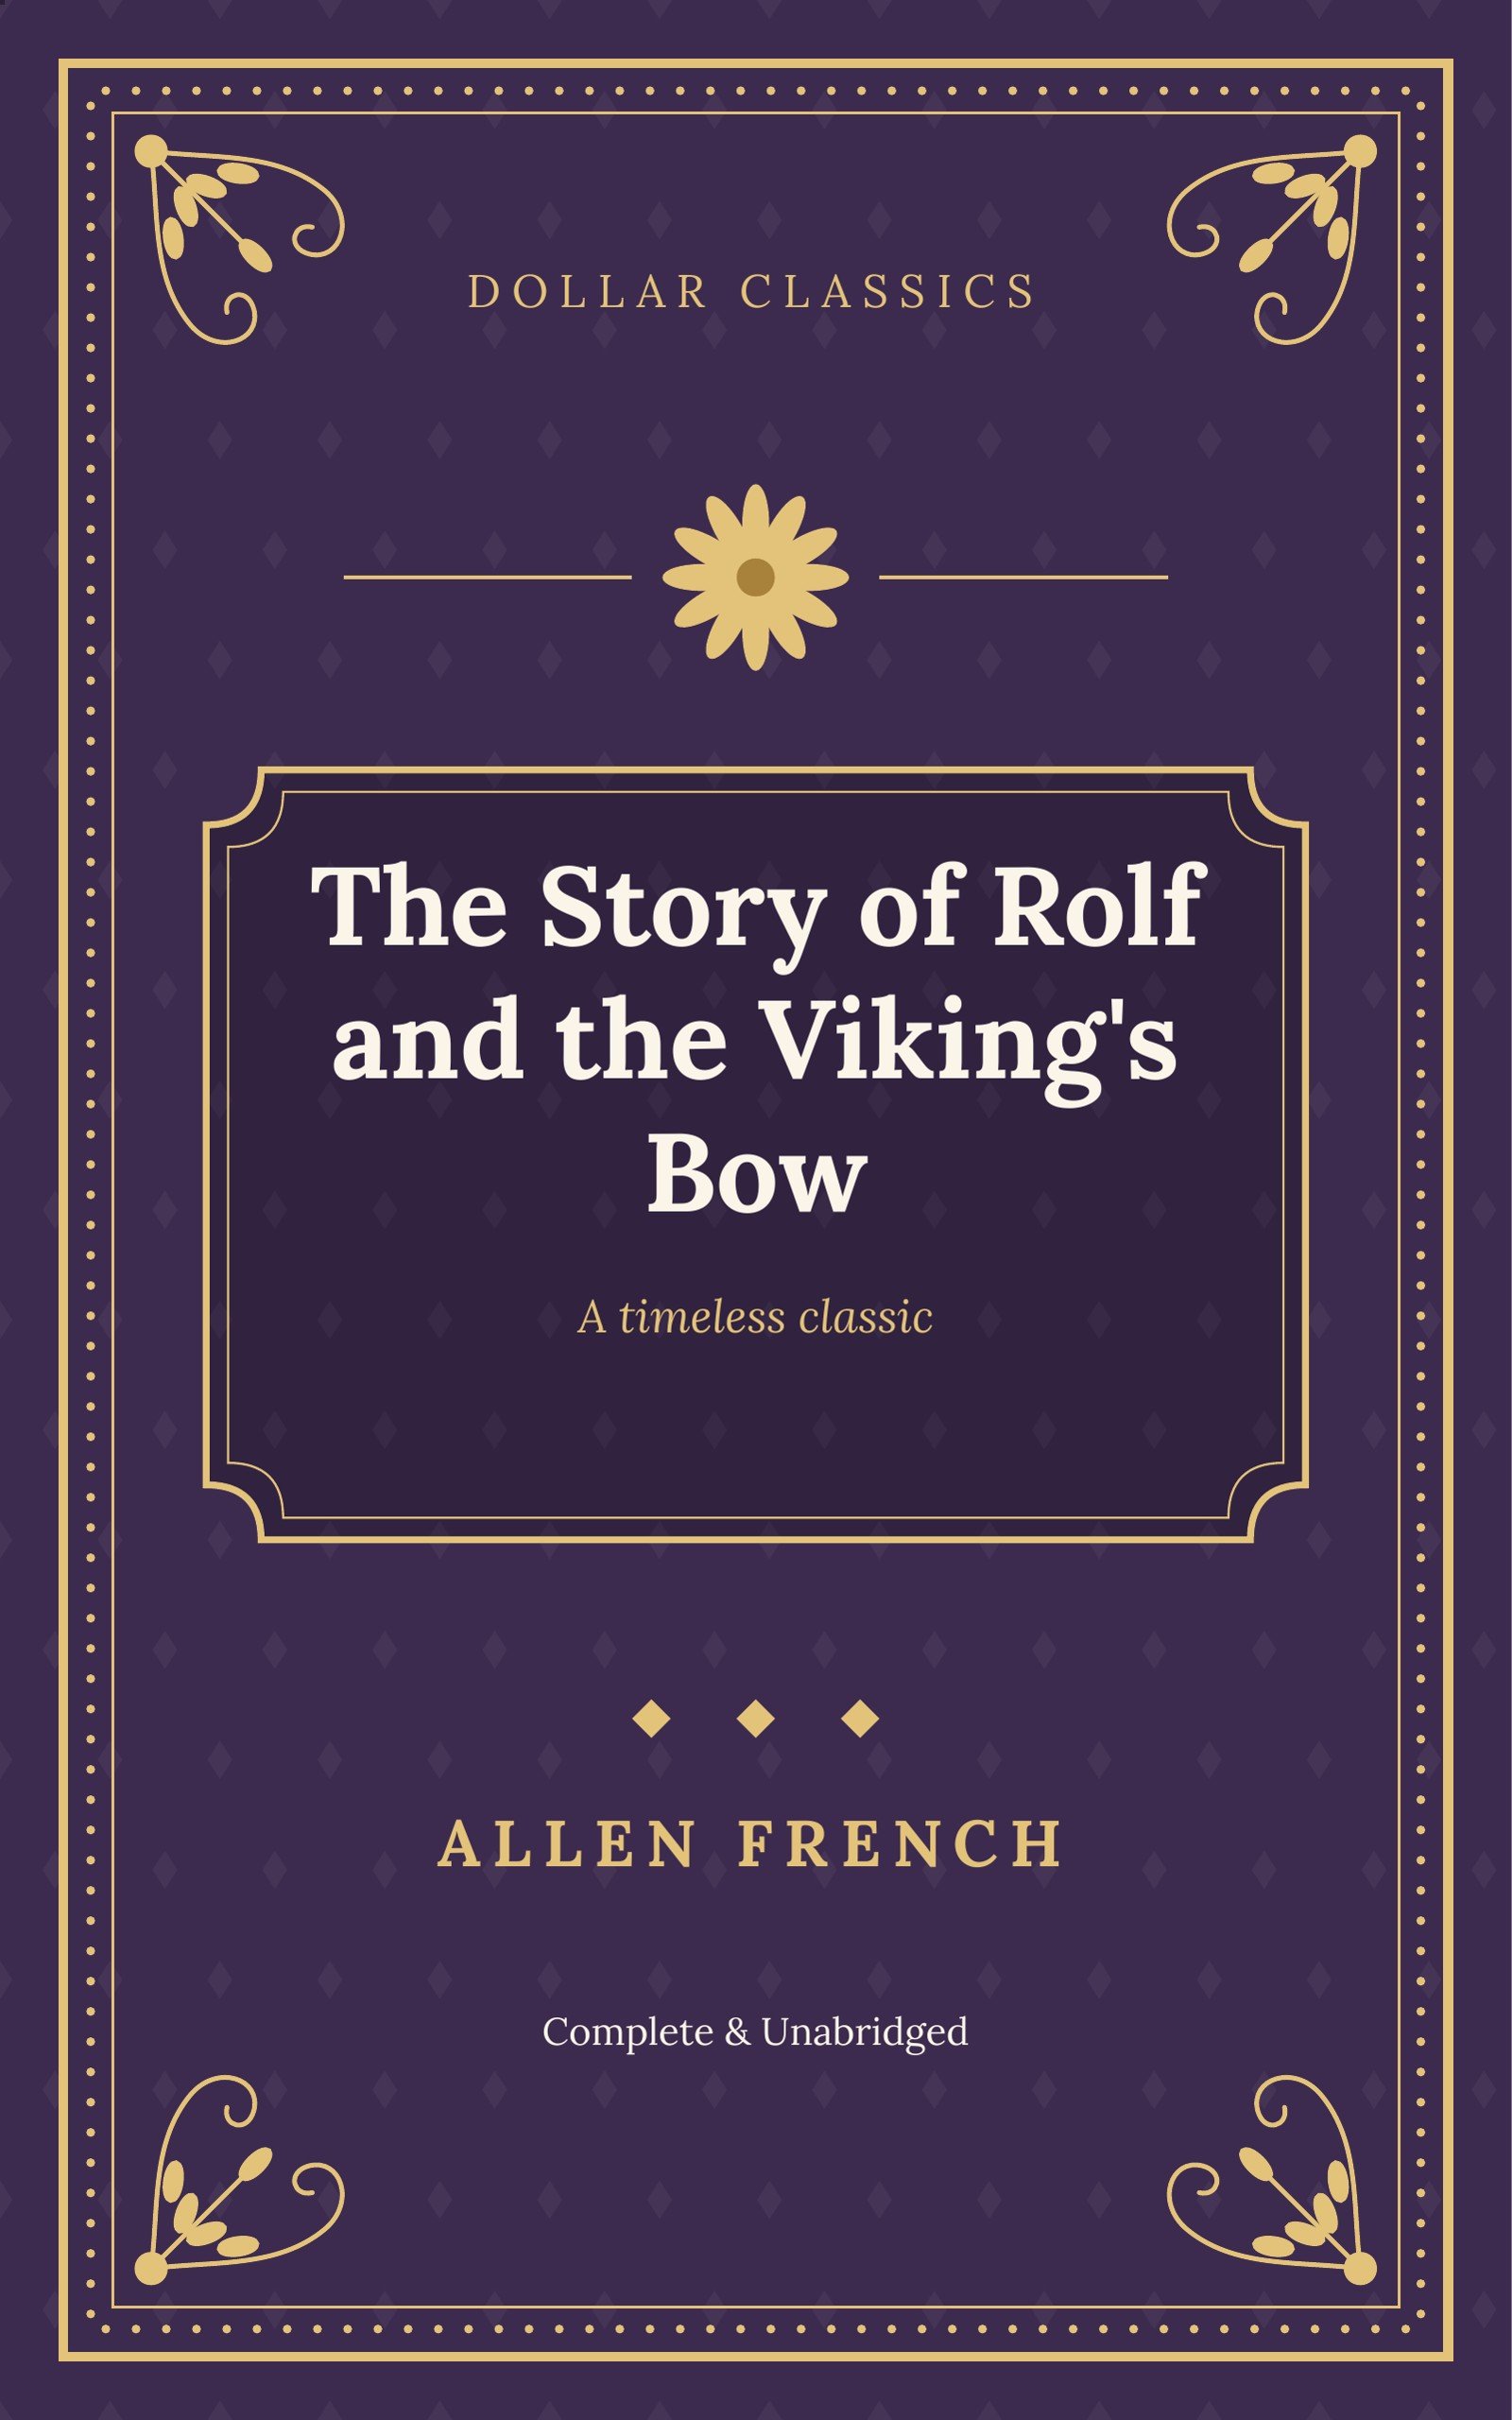 DOLLAR CLASSICS
The Story of Rolf
and the Viking's
Bow
A timeless classic
ALLEN FRENCH
Complete & Unabridged